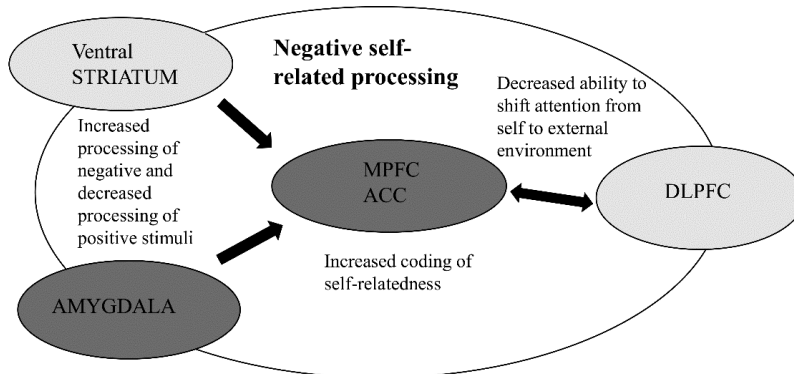 Ventral
STRIATUM
Negative self-
related processing
Decreased ability to
shift attention from
self to external
environment
Increased
processing of
negative and
decreased
processing of
positive stimuli
MPFC
ACC
DLPFC
Increased coding of
self-relatedness
AMYGDALA